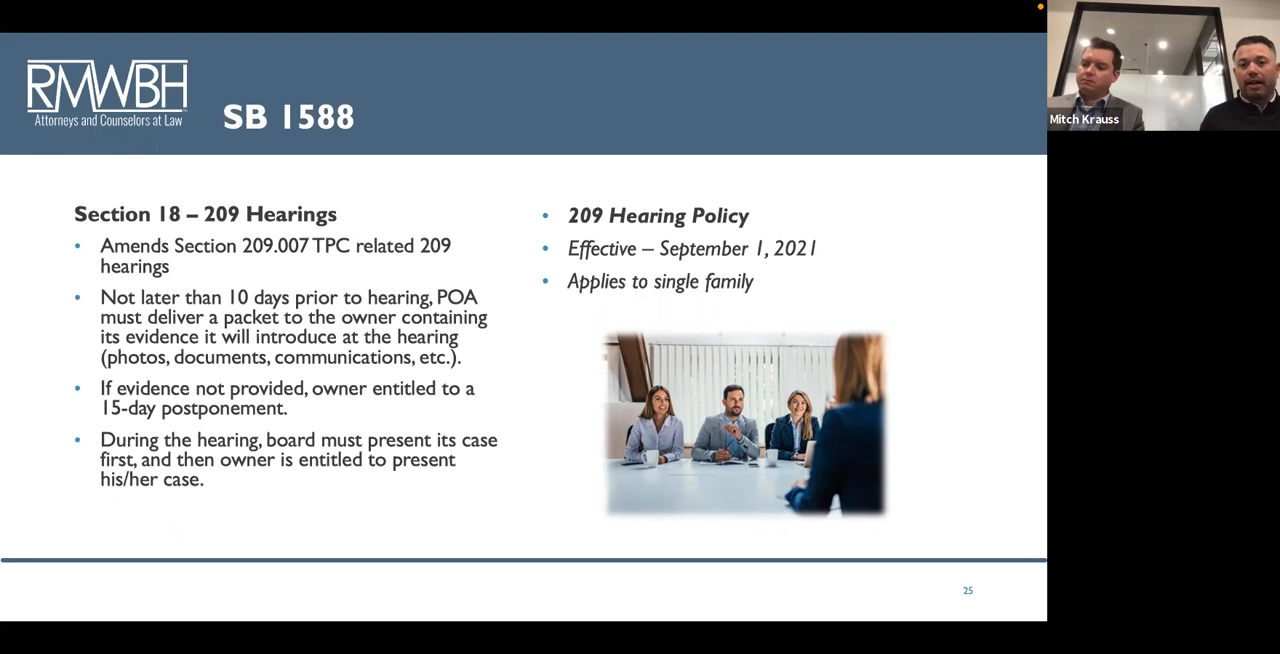 RMWBH
Attorneys and Counselors at Law
SB 1588
Section 18 – 209 Hearings
• Amends Section 209.007 TPC related 209
hearings
• Not later than 10 days prior to hearing, POA
must deliver a packet to the owner containing
its evidence it will introduce at the hearing
(photos, documents, communications, etc.).
• If evidence not provided, owner entitled to a
15-day postponement.
• During the hearing, board must present its case
first, and then owner is entitled to present
his/her case.
• 209 Hearing Policy
• Effective – September 1, 2021
• Applies to single family
25
Mitch Krauss